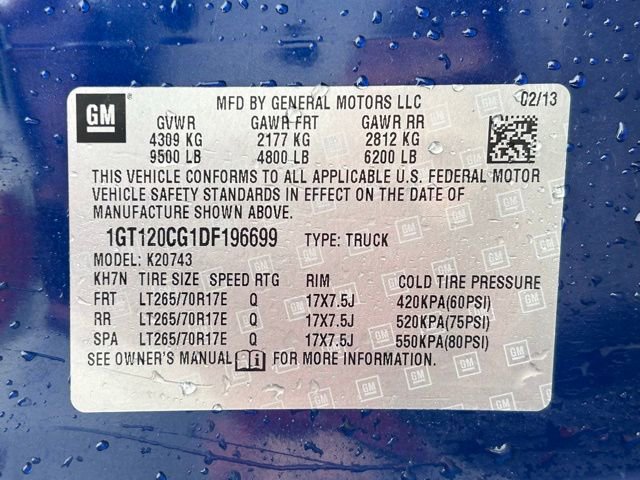 GM MFD BY GENERAL MOTORS LLC 02/13
GVWR GAWR FRT GAWR RR
4309 KG 2177 KG 2812 KG
9500 LB 4800 LB 6200 LB
THIS VEHICLE CONFORMS TO ALL APPLICABLE U.S. FEDERAL MOTOR
VEHICLE SAFETY STANDARDS IN EFFECT ON THE DATE OF
MANUFACTURE SHOWN ABOVE.
1GT120CG1DF196699 TYPE: TRUCK
MODEL: K20743
KH7N TIRE SIZE SPEED RTG RIM COLD TIRE PRESSURE
FRT LT265/70R17E Q 17X7.5J 420KPA(60PSI)
RR LT265/70R17E Q 17X7.5J 520KPA(75PSI)
SPA LT265/70R17E Q 17X7.5J 550KPA(80PSI)
SEE OWNER'S MANUAL FOR MORE INFORMATION.